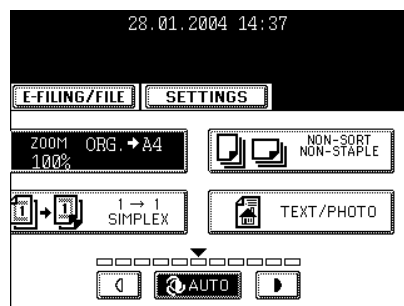 28.01.2004 14:37
E-FILING/FILE
SETTINGS
ZOOM ORG.➔A4
100%
NON-SORT
NON-STAPLE
1 → 1
SIMPLEX
TEXT/PHOTO
AUTO